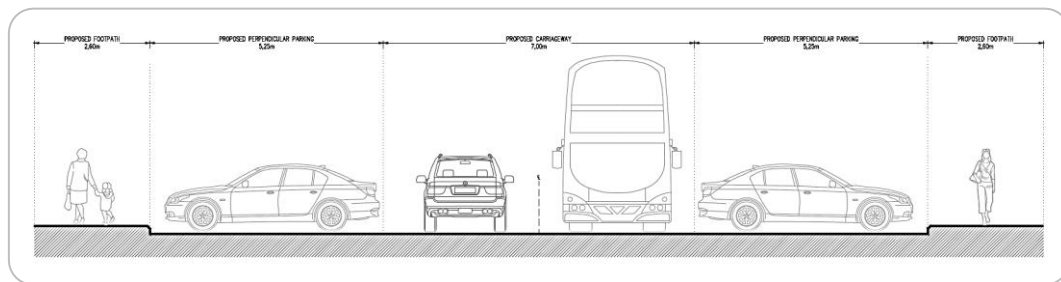 PROPOSED FOOTPATH
2,60m
PROPOSED PERPENDICULAR PARKING
5,25m
PROPOSED CARRIAGEWAY
7,00m
PROPOSED PERPENDICULAR PARKING
5,25m
PROPOSED FOOTPATH
2,60m